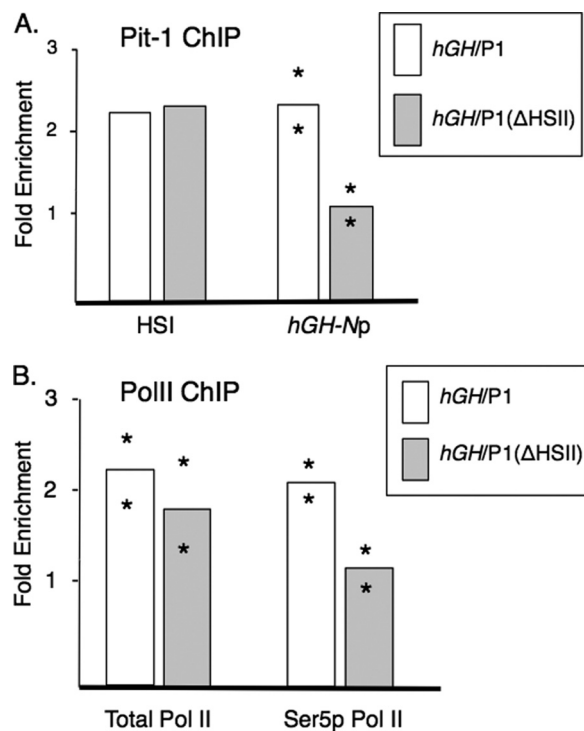 A.
Pit-1 ChIP
hGH/P1
hGH/P1(ΔHSII)
Fold Enrichment
3
2
1
* * * *
HSI hGH-Np
B.
PolII ChIP
hGH/P1
hGH/P1(ΔHSII)
Fold Enrichment
3
2
1
* * * * * * * *
Total Pol II Ser5p Pol II